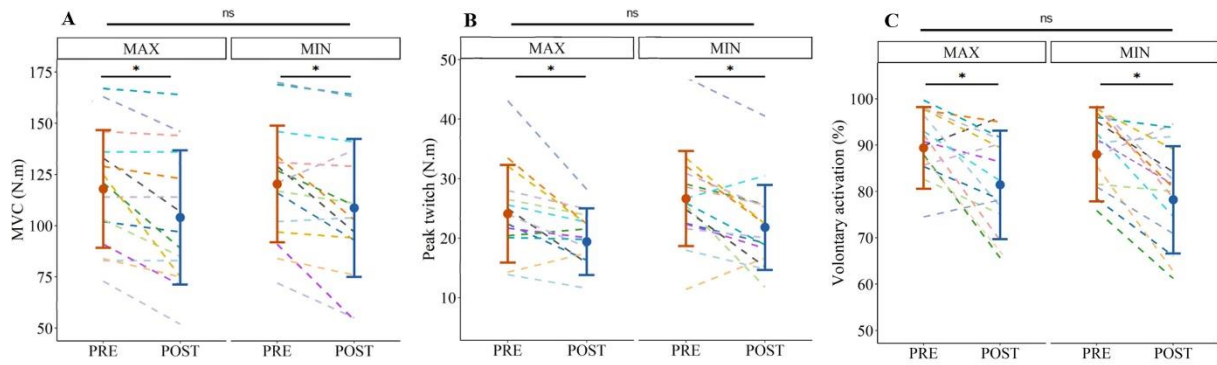 A
ns
MAX
MIN
*
*
MVC (N.m)
175
150
125
100
75
50
PRE
POST
PRE
POST
B
ns
MAX
MIN
*
*
Peak twitch (N.m)
50
40
30
20
10
PRE
POST
PRE
POST
C
ns
MAX
MIN
*
*
Volontary activation (%)
100
90
80
70
60
50
PRE
POST
PRE
POST